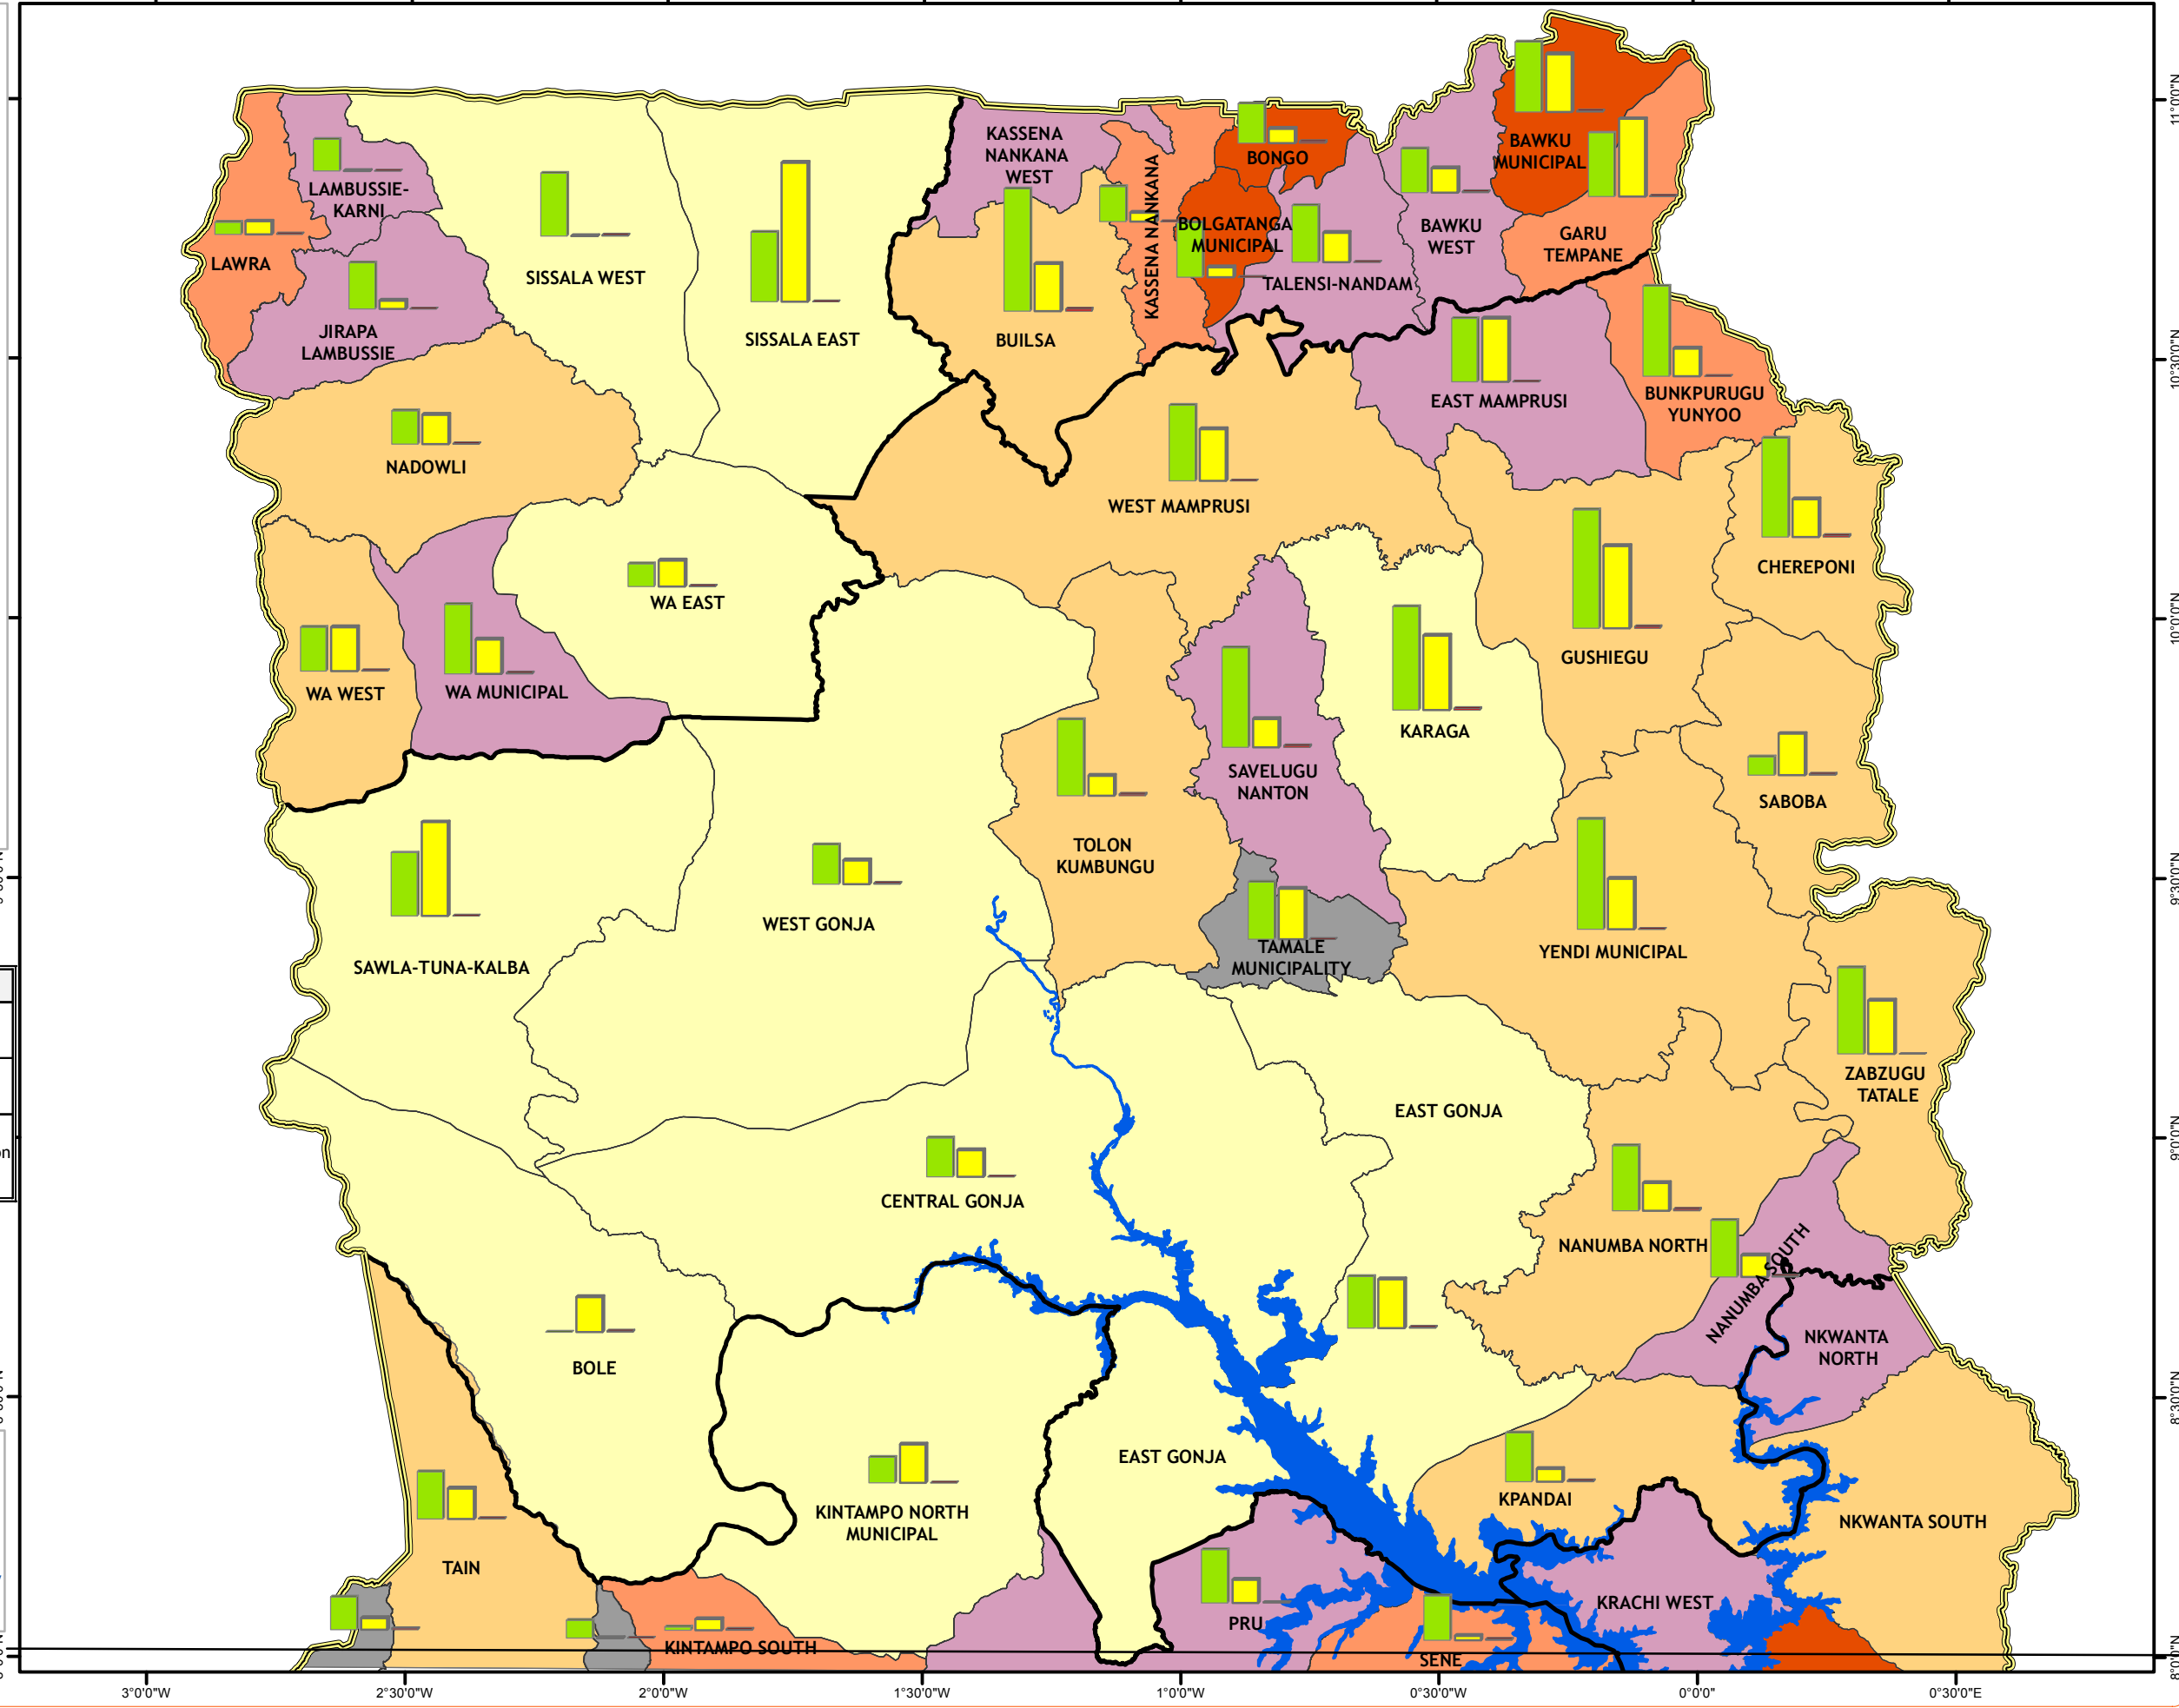 KASSENA
NANKANA
WEST
BONGO
BAWKU
MUNICIPAL
LAMBUSSIE-
KARNI
KASSENA NANKANA
BOLGATANGA
MUNICIPAL
BAWKU
WEST
GARU
TEMPANE
LAWRA
SISSALA WEST
TALENSI-NANDAM
JIRAPA
LAMBUSSIE
SISSALA EAST
BUILSA
EAST MAMPRUSI
BUNKPURUGU
YUNYOO
NADOWLI
WEST MAMPRUSI
CHEREPONI
WA EAST
GUSHIEGU
WA WEST
WA MUNICIPAL
KARAGA
SAVELUGU
NANTON
SABOBA
TOLON
KUMBUNGU
WEST GONJA
TAMALE
MUNICIPALITY
YENDI MUNICIPAL
SAWLA-TUNA-KALBA
ZABZUGU
TATALE
EAST GONJA
CENTRAL GONJA
NANUMBA NORTH
NANUMBA SOUTH
NKWANTA
NORTH
BOLE
EAST GONJA
KINTAMPO NORTH
MUNICIPAL
KPANDAI
NKWANTA SOUTH
TAIN
KRACHI WEST
PRU
KINTAMPO SOUTH
SENE
11°0'0"N
10°30'0"N
10°0'0"N
9°30'0"N
9°0'0"N
8°30'0"N
8°0'0"N
3°0'0"W
2°30'0"W
2°0'0"W
1°30'0"W
1°0'0"W
0°30'0"W
0°0'0"
0°30'0"E